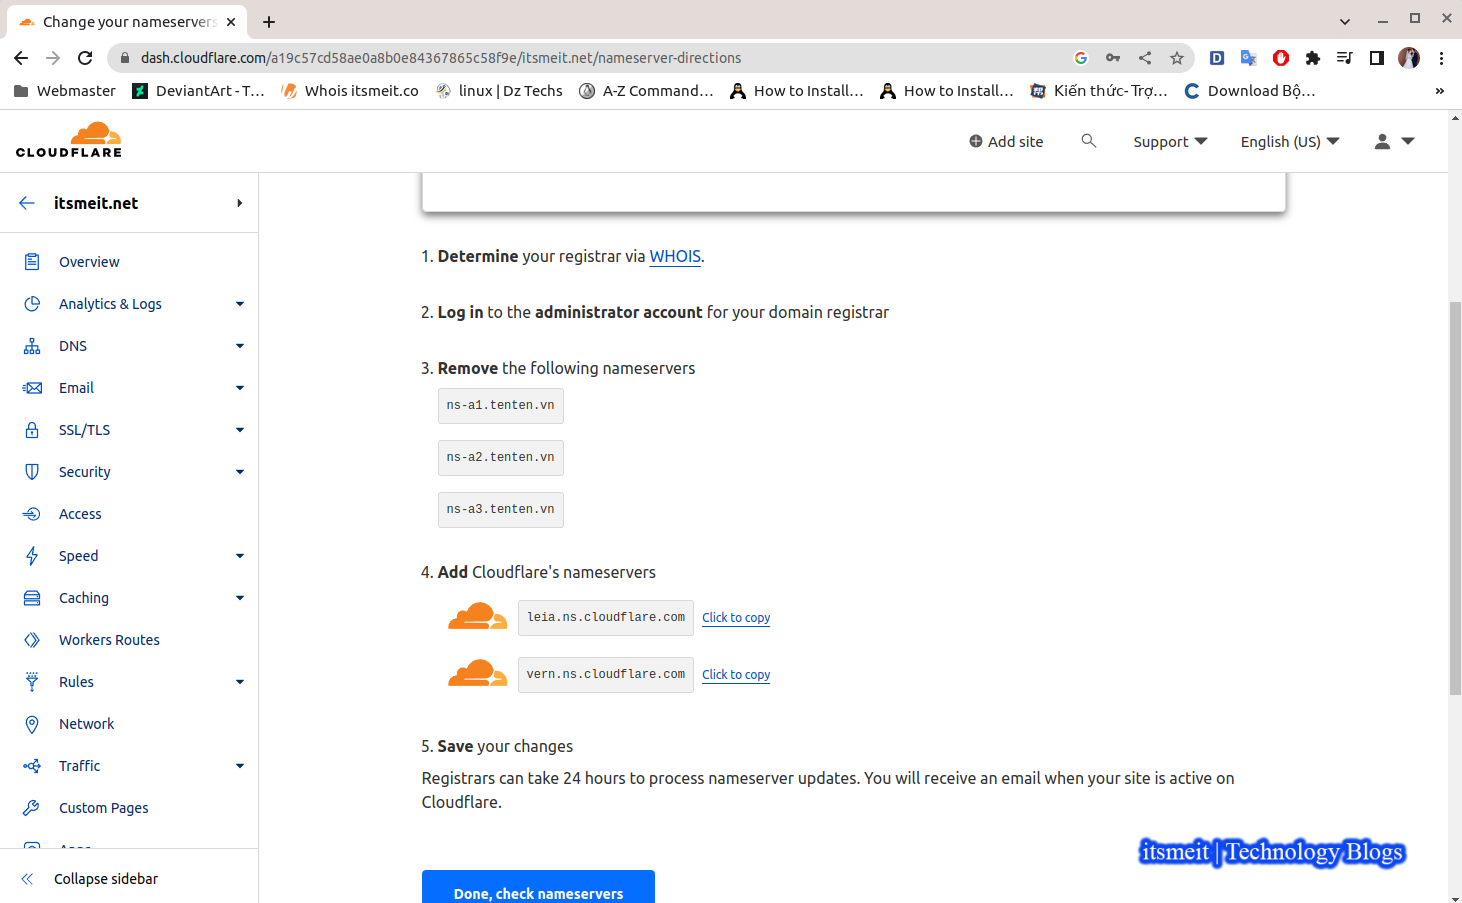 Change your nameservers
dash.cloudflare.com/a19c57cd58ae0a8b0e84367865c58f9e/itsmeit.net/nameserver-directions
Webmaster
DeviantArt - T...
Whois itsmeit.co
linux | Dz Techs
A-Z Command...
How to Install...
How to Install...
Kiến thức- Trợ...
Download Bộ...
»
CLOUDFLARE
Add site
Support
English (US)
itsmeit.net
Overview
Analytics & Logs
DNS
Email
SSL/TLS
Security
Access
Speed
Caching
Workers Routes
Rules
Network
Traffic
Custom Pages
Apps
Collapse sidebar
1. Determine your registrar via WHOIS.
2. Log in to the administrator account for your domain registrar
3. Remove the following nameservers
ns-a1.tenten.vn
ns-a2.tenten.vn
ns-a3.tenten.vn
4. Add Cloudflare's nameservers
leia.ns.cloudflare.com Click to copy
vern.ns.cloudflare.com Click to copy
5. Save your changes
Registrars can take 24 hours to process nameserver updates. You will receive an email when your site is active on
Cloudflare.
Done, check nameservers
itsmeit | Technology Blogs